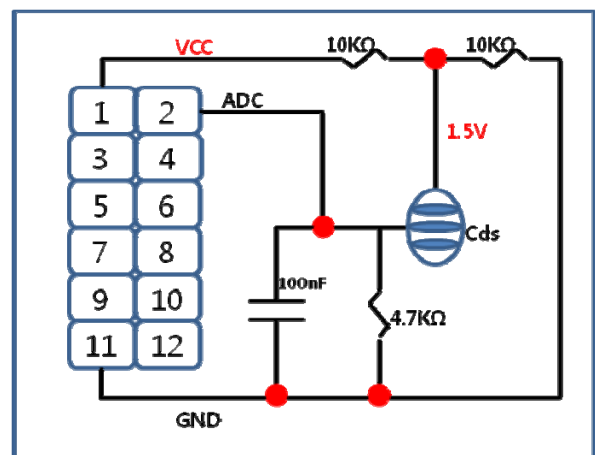 VCC
10KΩ
10KΩ
1 2
ADC
3 4
1.5V
5 6
Cds
7 8
100nF
9 10
4.7KΩ
11 12
GND